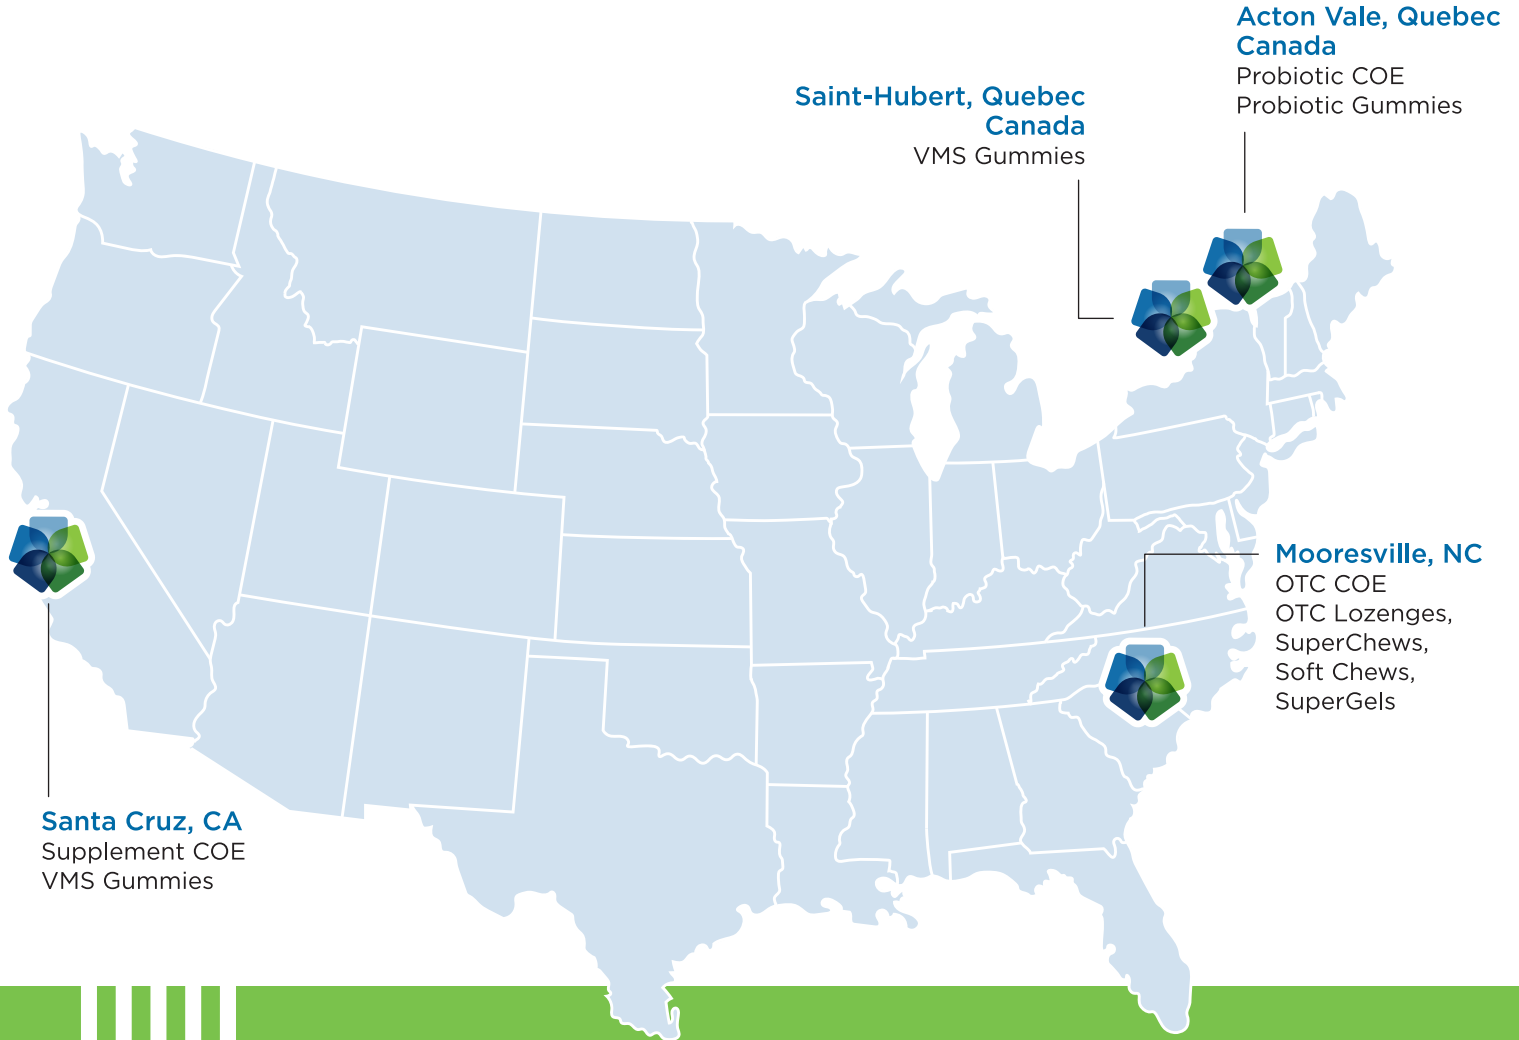 Acton Vale, Quebec
Canada
Probiotic COE
Probiotic Gummies
Saint-Hubert, Quebec
Canada
VMS Gummies
Mooresville, NC
OTC COE
OTC Lozenges,
SuperChews,
Soft Chews,
SuperGels
Santa Cruz, CA
Supplement COE
VMS Gummies